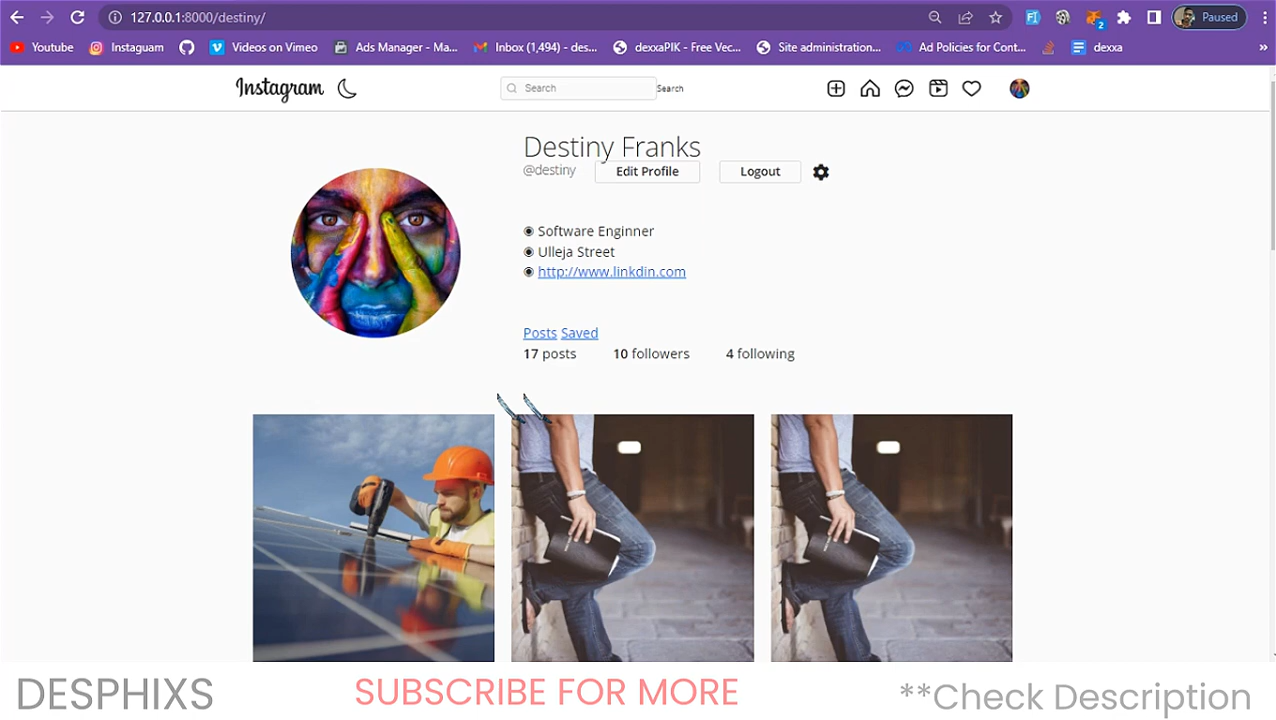 127.0.0.1:8000/destiny/
Paused
Youtube Instaguam Videos on Vimeo Ads Manager - Ma... Inbox (1,494) - des... dexxaPIK - Free Vec... Site administration... Ad Policies for Cont... dexxa »
2
Instagram Search Search
Destiny Franks
@destiny Edit Profile Logout
Software Enginner
Ulleja Street
http://www.linkdin.com
Posts Saved
17 posts 10 followers 4 following
DESPHIXS SUBSCRIBE FOR MORE **Check Description